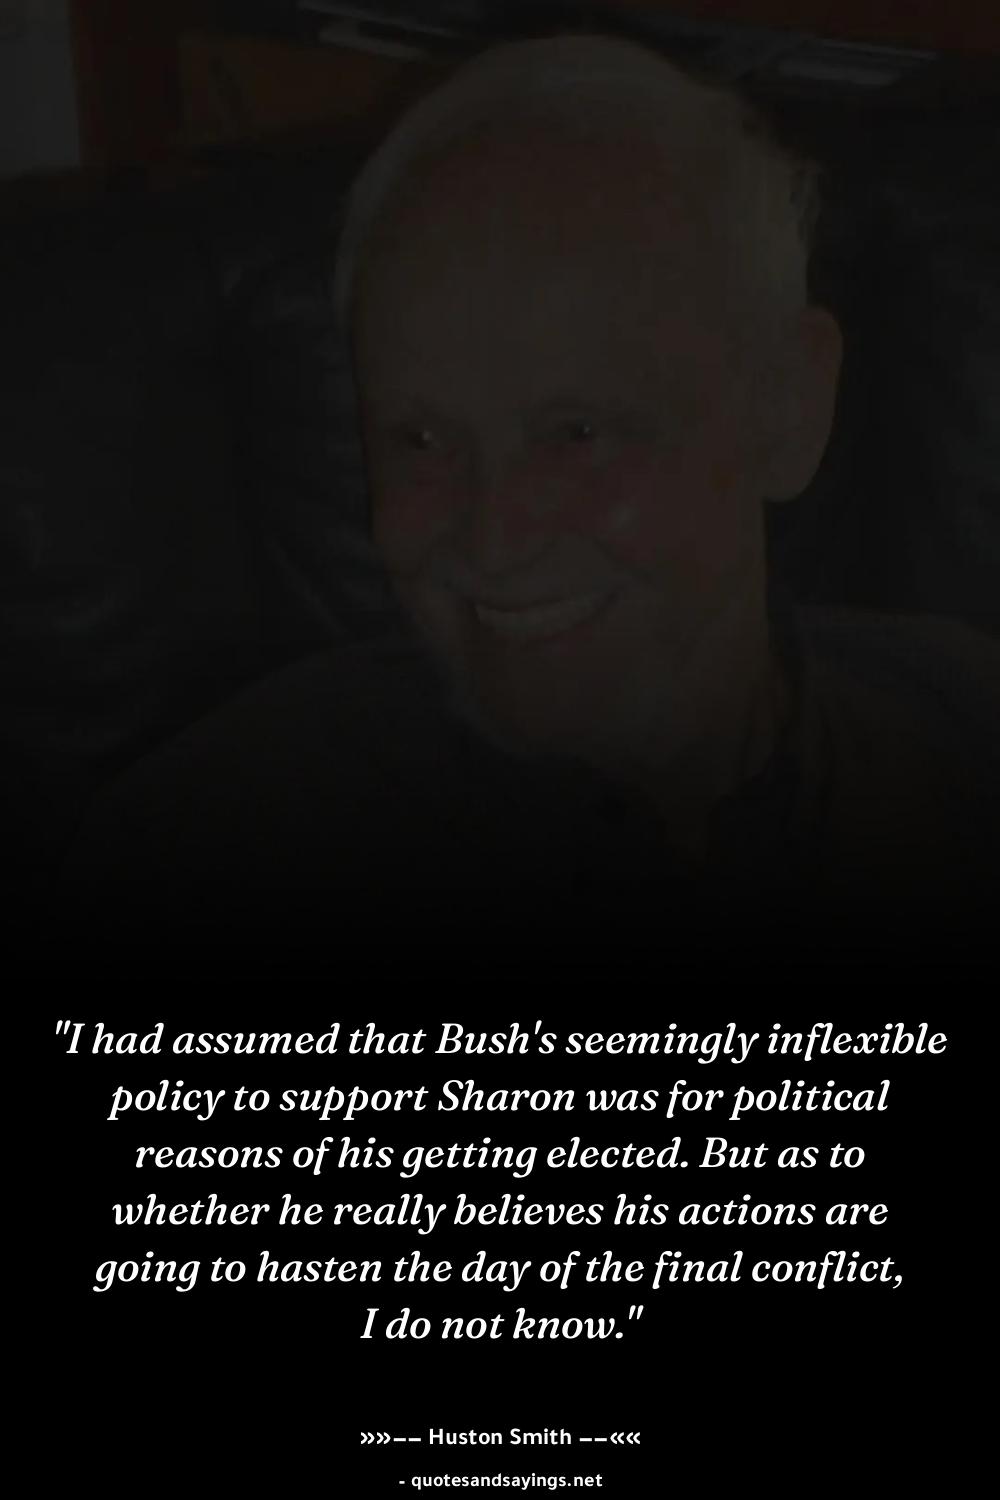 "I had assumed that Bush's seemingly inflexible
policy to support Sharon was for political
reasons of his getting elected. But as to
whether he really believes his actions are
going to hasten the day of the final conflict,
I do not know."
»»–– Huston Smith ––««
- quotesandsayings.net